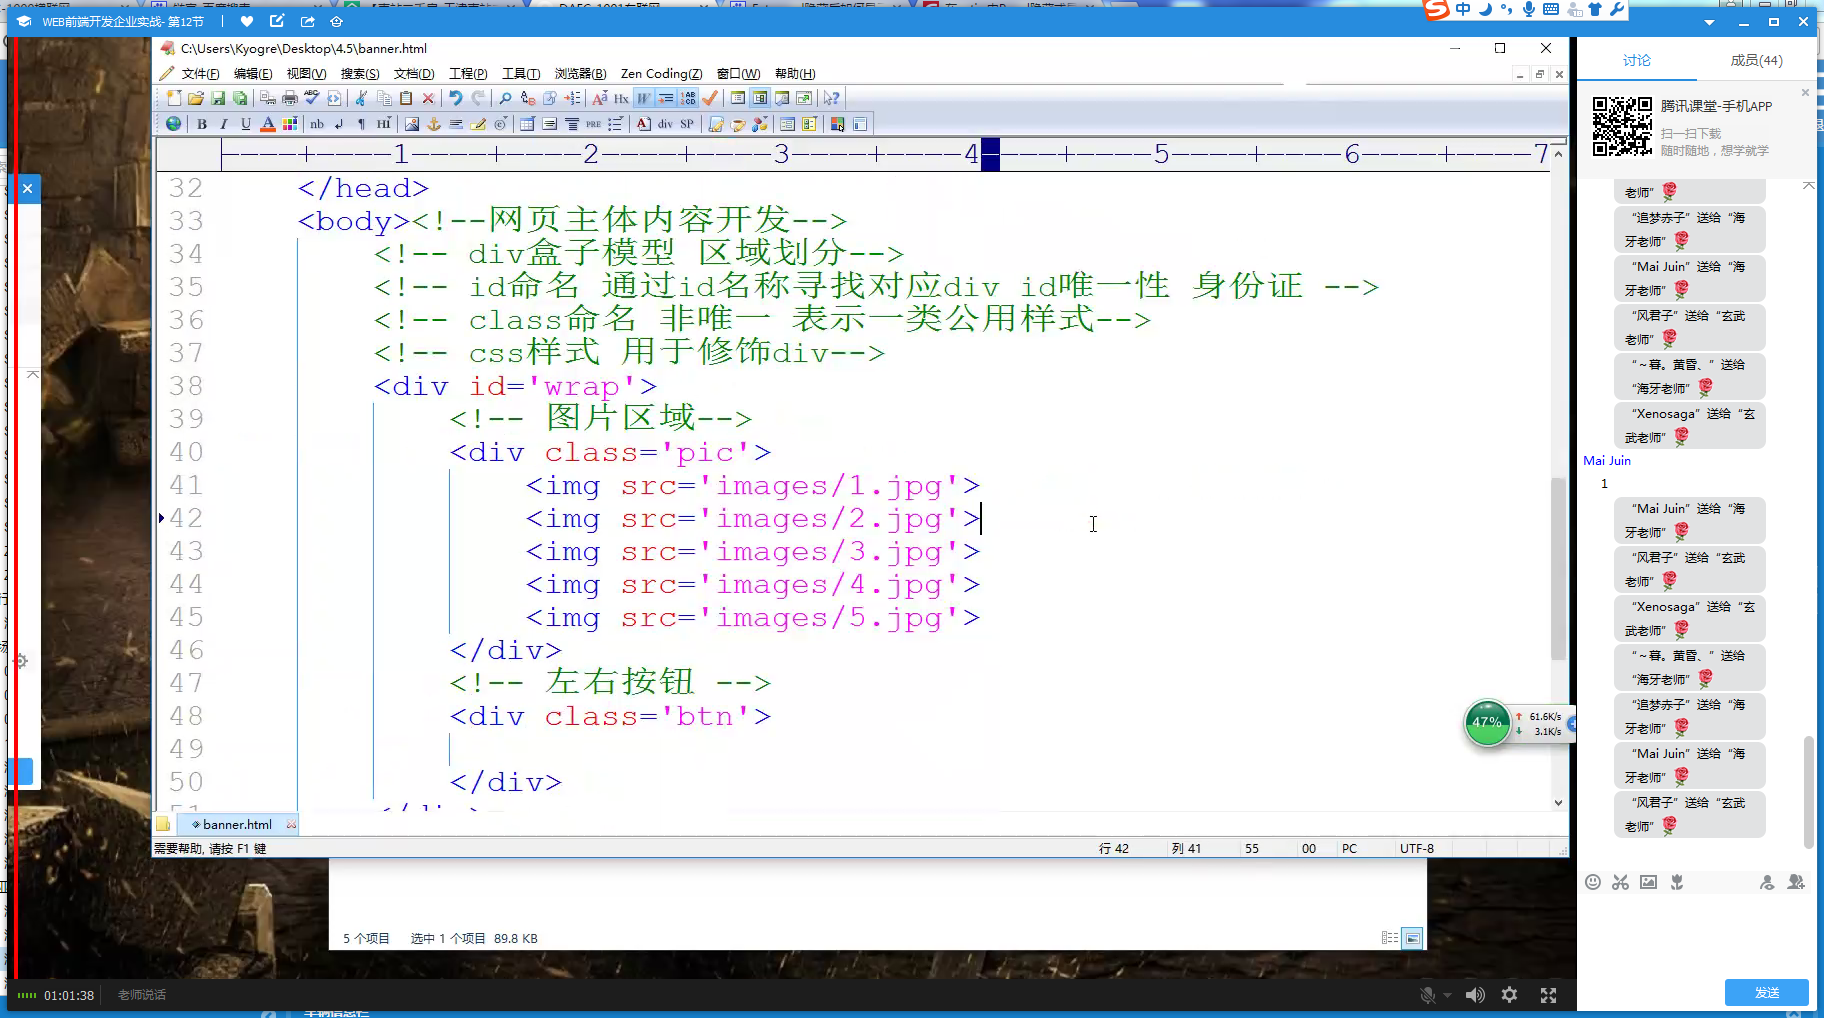 WEB前端开发企业实战- 第12节
C:\Users\Kyogre\Desktop\4.5\banner.html
文件(F) 编辑(E) 视图(V) 搜索(S) 文档(D) 工程(P) 工具(T) 浏览器(B) Zen Coding(Z) 窗口(W) 帮助(H)
----+----1----+----2----+----3----+----4----+----5----+----6----+----7
32 </head>
33 <body><!--网页主体内容开发-->
34 <!-- div盒子模型 区域划分-->
35 <!-- id命名 通过id名称寻找对应div id唯一性 身份证 -->
36 <!-- class命名 非唯一 表示一类公用样式-->
37 <!-- css样式 用于修饰div-->
38 <div id='wrap'>
39 <!-- 图片区域-->
40 <div class='pic'>
41 <img src='images/1.jpg'>
42 <img src='images/2.jpg'>
43 <img src='images/3.jpg'>
44 <img src='images/4.jpg'>
45 <img src='images/5.jpg'>
46 </div>
47 <!-- 左右按钮 -->
48 <div class='btn'>
49
50 </div>
banner.html
需要帮助, 请按 F1 键 行 42 列 41 55 00 PC UTF-8
5 个项目 选中 1 个项目 89.8 KB
01:01:38 老师说话
47% 61.6K/s
3.1K/s
中
讨论 成员(44)
腾讯课堂-手机APP
扫一扫下载
随时随地，想学就学
老师”
“追梦赤子”送给“海
牙老师”
“Mai Juin”送给“海
牙老师”
“风君子”送给“玄武
老师”
“～暮。黄昏、”送给
“海牙老师”
“Xenosaga”送给“玄
武老师”
Mai Juin
1
“Mai Juin”送给“海
牙老师”
“风君子”送给“玄武
老师”
“Xenosaga”送给“玄
武老师”
“～暮。黄昏、”送给
“海牙老师”
“追梦赤子”送给“海
牙老师”
“Mai Juin”送给“海
牙老师”
“风君子”送给“玄武
老师”
发送